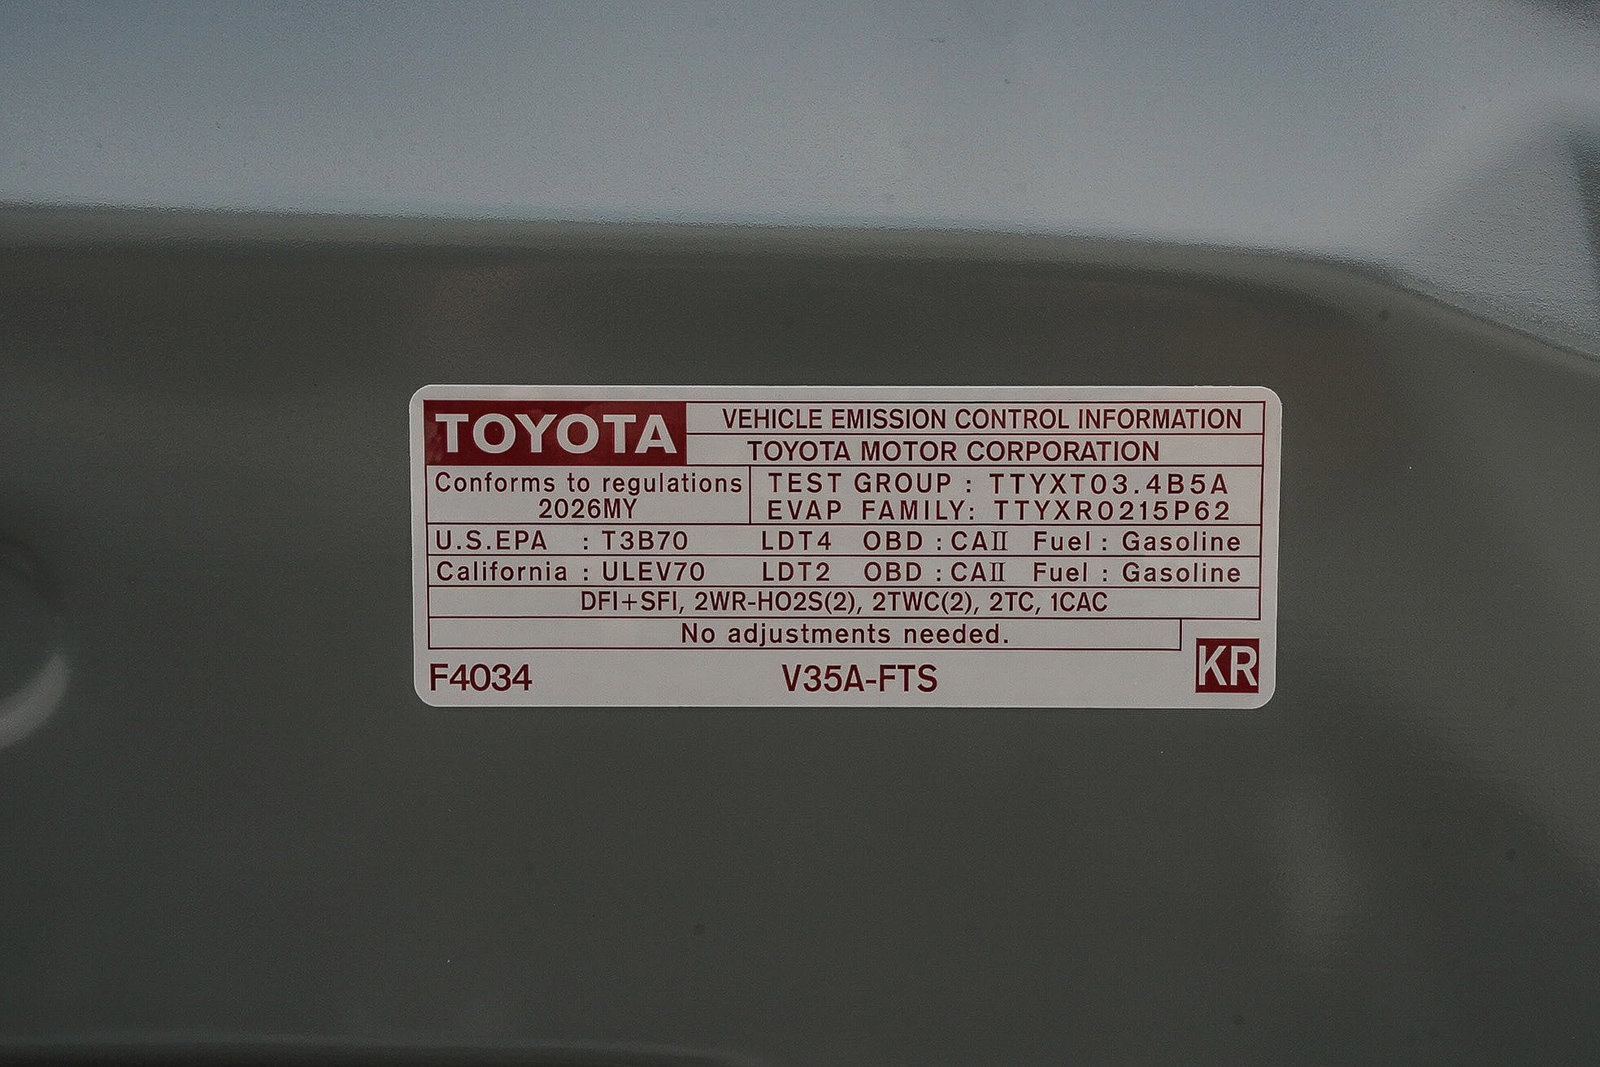 TOYOTA
VEHICLE EMISSION CONTROL INFORMATION
TOYOTA MOTOR CORPORATION
Conforms to regulations
2026MY
TEST GROUP : TTYXT03.4B5A
EVAP FAMILY: TTYXR0215P62
U.S.EPA : T3B70 LDT4 OBD : CAⅡ Fuel : Gasoline
California : ULEV70 LDT2 OBD : CAⅡ Fuel : Gasoline
DFI+SFI, 2WR-HO2S(2), 2TWC(2), 2TC, 1CAC
No adjustments needed.
F4034 V35A-FTS KR